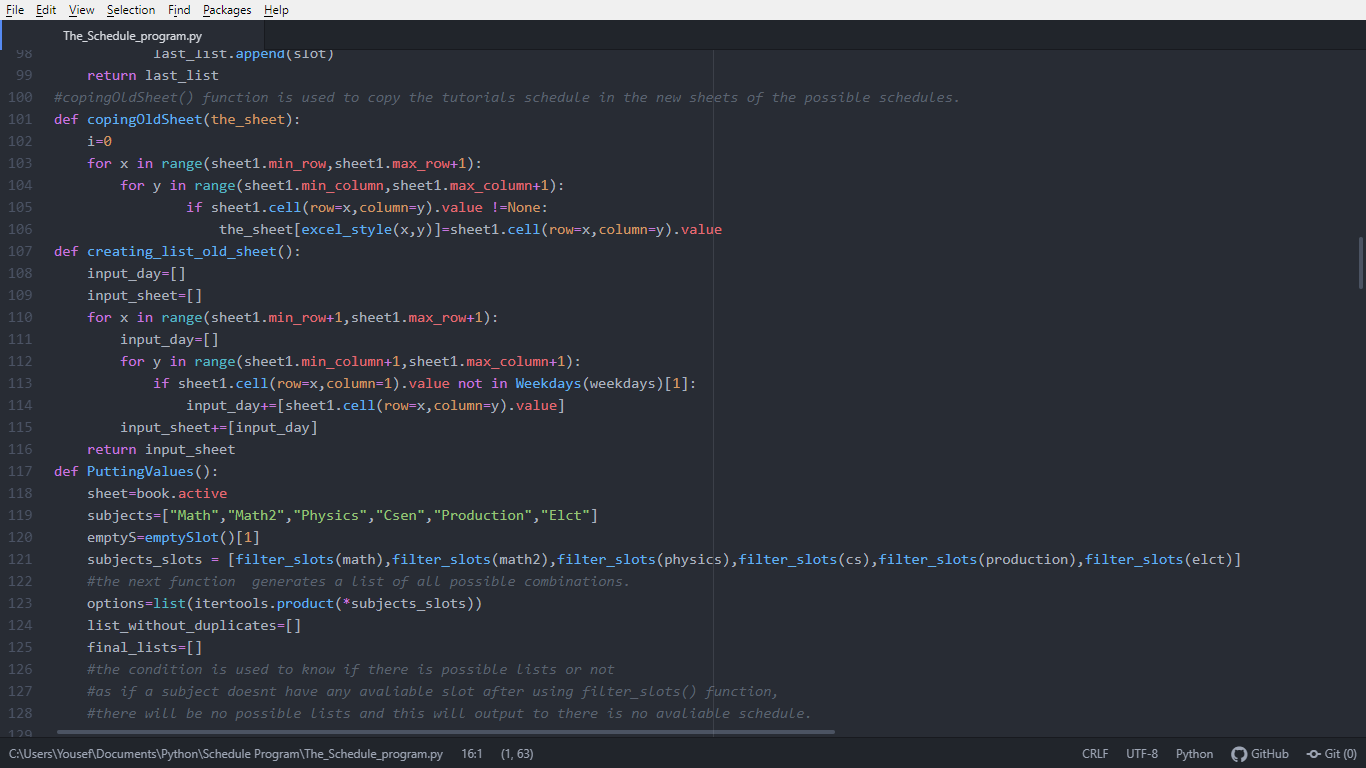 File Edit View Selection Find Packages Help
The_Schedule_program.py
98 last_list.append(slot)
99 return last_list
100 #copingOldSheet() function is used to copy the tutorials schedule in the new sheets of the possible schedules.
101 def copingOldSheet(the_sheet):
102 i=0
103 for x in range(sheet1.min_row,sheet1.max_row+1):
104 for y in range(sheet1.min_column,sheet1.max_column+1):
105 if sheet1.cell(row=x,column=y).value !=None:
106 the_sheet[excel_style(x,y)]=sheet1.cell(row=x,column=y).value
107 def creating_list_old_sheet():
108 input_day=[]
109 input_sheet=[]
110 for x in range(sheet1.min_row+1,sheet1.max_row+1):
111 input_day=[]
112 for y in range(sheet1.min_column+1,sheet1.max_column+1):
113 if sheet1.cell(row=x,column=1).value not in Weekdays(weekdays)[1]:
114 input_day+=[sheet1.cell(row=x,column=y).value]
115 input_sheet+=[input_day]
116 return input_sheet
117 def PuttingValues():
118 sheet=book.active
119 subjects=["Math","Math2","Physics","Csen","Production","Elct"]
120 emptyS=emptySlot()[1]
121 subjects_slots = [filter_slots(math),filter_slots(math2),filter_slots(physics),filter_slots(cs),filter_slots(production),filter_slots(elct)]
122 #the next function  generates a list of all possible combinations.
123 options=list(itertools.product(*subjects_slots))
124 list_without_duplicates=[]
125 final_lists=[]
126 #the condition is used to know if there is possible lists or not
127 #as if a subject doesnt have any avaliable slot after using filter_slots() function,
128 #there will be no possible lists and this will output to there is no avaliable schedule.
129
C:\Users\Yousef\Documents\Python\Schedule Program\The_Schedule_program.py 16:1 (1, 63) CRLF UTF-8 Python GitHub Git (0)